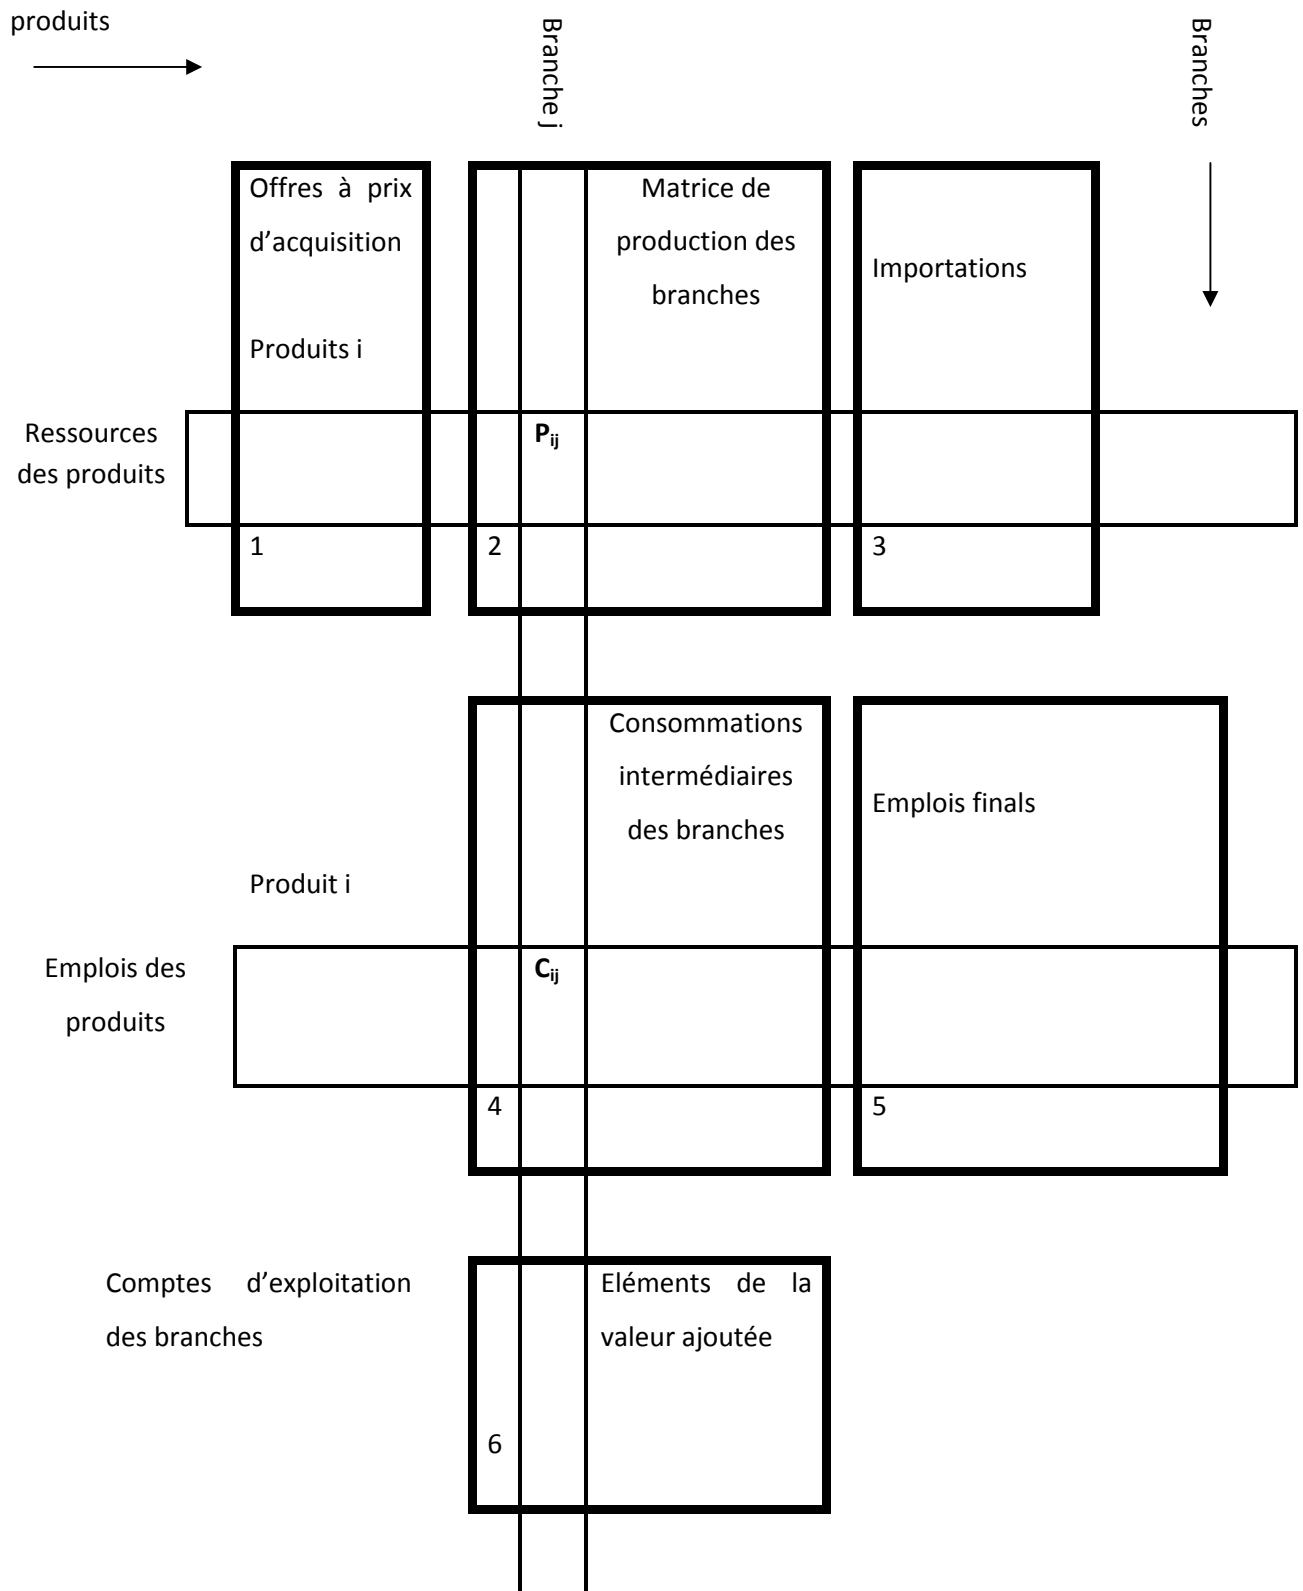 produits
Branche j
Branches
Offres à prix
d’acquisition
Produits i
Matrice de
production des
branches
Importations
Ressources
des produits
P_ij
1
2
3
Consommations
intermédiaires
des branches
Emplois finals
Produit i
Emplois des
produits
C_ij
4
5
Comptes d’exploitation
des branches
Eléments de la
valeur ajoutée
6